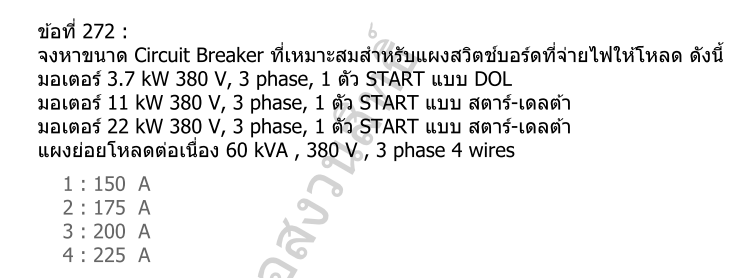 ข้อที่ 272 :
จงหาขนาด Circuit Breaker ที่เหมาะสมสำหรับแผงสวิตช์บอร์ดที่จ่ายไฟให้โหลด ดังนี้
มอเตอร์ 3.7 kW 380 V, 3 phase, 1 ตัว START แบบ DOL
มอเตอร์ 11 kW 380 V, 3 phase, 1 ตัว START แบบ สตาร์-เดลต้า
มอเตอร์ 22 kW 380 V, 3 phase, 1 ตัว START แบบ สตาร์-เดลต้า
แผงย่อยโหลดต่อเนื่อง 60 kVA , 380 V , 3 phase 4 wires
1 : 150 A
2 : 175 A
3 : 200 A
4 : 225 A